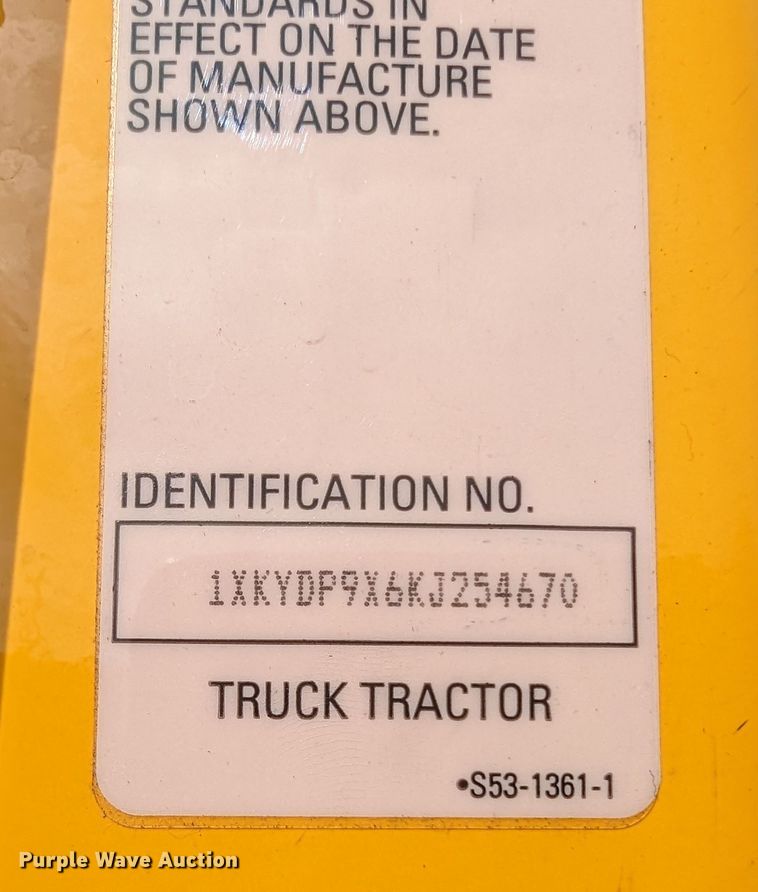 STANDARDS IN
EFFECT ON THE DATE
OF MANUFACTURE
SHOWN ABOVE.
IDENTIFICATION NO.
1XKYDP9X6KJ254670
TRUCK TRACTOR
•S53-1361-1
Purple Wave Auction